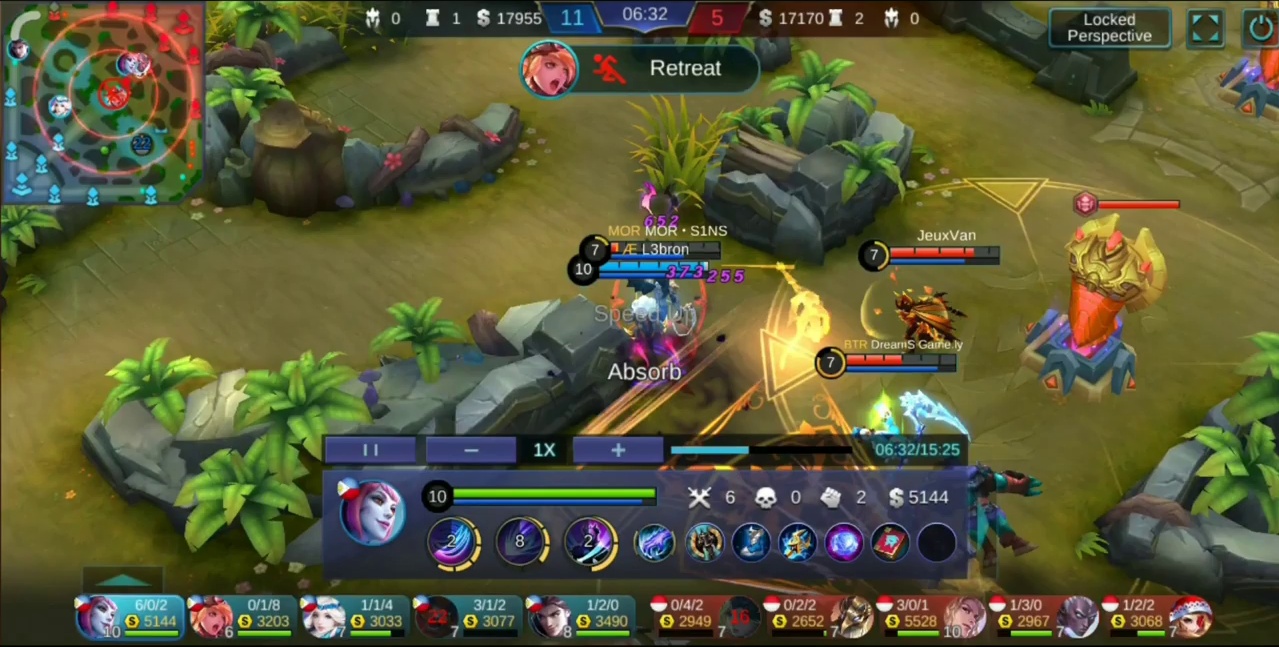 0 1 $ 17955 11 06:32 5 $ 17170 2 0
Locked
Perspective
Retreat
652
MOR MOR • S1NS
7 Æ L3bron
10 373 255
7 JeuxVan
Speed Up
BTR DreamS Game.ly
7
Absorb
22
II − 1X + 06:32/15:25
10 6 0 2 $ 5144
2 8 2
6/0/2 0/1/8 1/1/4 3/1/2 1/2/0 0/4/2 0/2/2 3/0/1 1/3/0 1/2/2
S 5144 S 3203 S 3033 22 S 3077 S 3490 S 2949 16 S 2652 S 5528 S 2967 S 3068
10 6 7 7 8 7 7 10 7 7